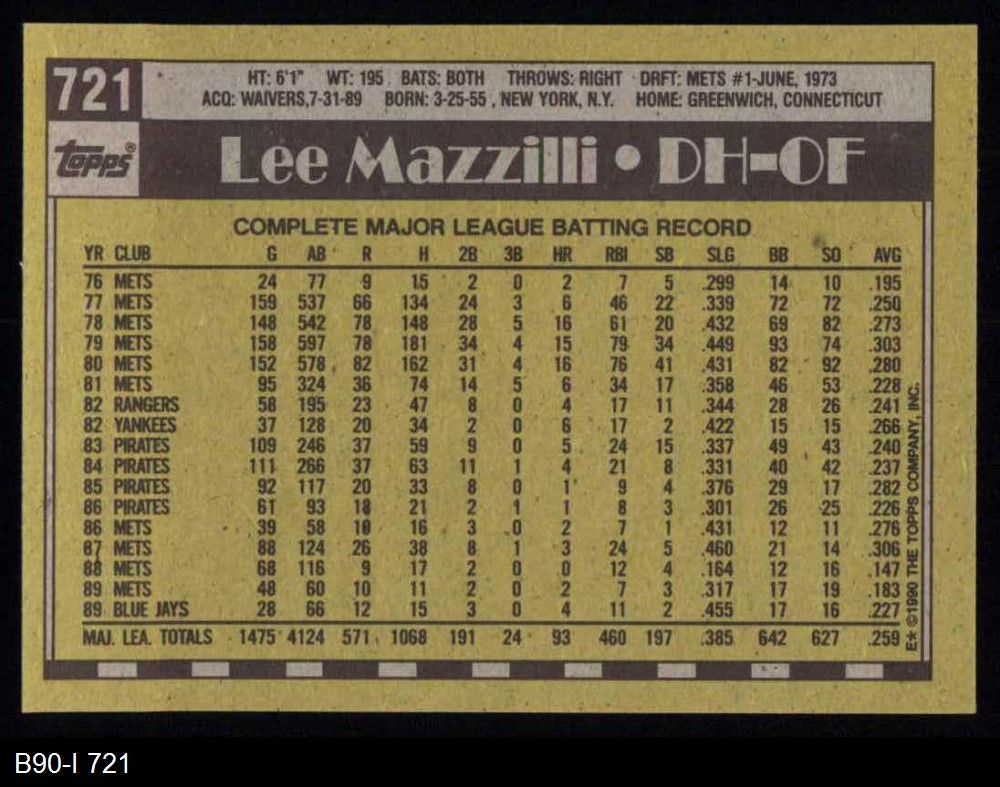 721
HT: 6'1" WT: 195 BATS: BOTH THROWS: RIGHT DRFT: METS #1-JUNE, 1973
ACQ: WAIVERS,7-31-89 BORN: 3-25-55 , NEW YORK, N.Y. HOME: GREENWICH, CONNECTICUT
topps®
Lee Mazzilli • DH-OF
COMPLETE MAJOR LEAGUE BATTING RECORD
YR CLUB G AB R H 2B 3B HR RBI SB SLG BB SO AVG
76 METS 24 77 9 15 2 0 2 7 5 .299 14 10 .195
77 METS 159 537 66 134 24 3 6 46 22 .339 72 72 .250
78 METS 148 542 78 148 28 5 16 61 20 .432 69 82 .273
79 METS 158 597 78 181 34 4 15 79 34 .449 93 74 .303
80 METS 152 578 82 162 31 4 16 76 41 .431 82 92 .280
81 METS 95 324 36 74 14 5 6 34 17 .358 46 53 .228
82 RANGERS 58 195 23 47 8 0 4 17 11 .344 28 26 .241
82 YANKEES 37 128 20 34 2 0 6 17 2 .422 15 15 .266
83 PIRATES 109 246 37 59 9 0 5 24 15 .337 49 43 .240
84 PIRATES 111 266 37 63 11 1 4 21 8 .331 40 42 .237
85 PIRATES 92 117 20 33 8 0 1 9 4 .376 29 17 .282
86 PIRATES 61 93 18 21 2 1 1 8 3 .301 26 25 .226
86 METS 39 58 10 16 3 0 2 7 1 .431 12 11 .276
87 METS 88 124 26 38 8 1 3 24 5 .460 21 14 .306
88 METS 68 116 9 17 2 0 0 12 4 .164 12 16 .147
89 METS 48 60 10 11 2 0 2 7 3 .317 17 19 .183
89 BLUE JAYS 28 66 12 15 3 0 4 11 2 .455 17 16 .227
MAJ. LEA. TOTALS 1475 4124 571 1068 191 24 93 460 197 .385 642 627 .259
E* ©1990 THE TOPPS COMPANY, INC.
B90-I 721